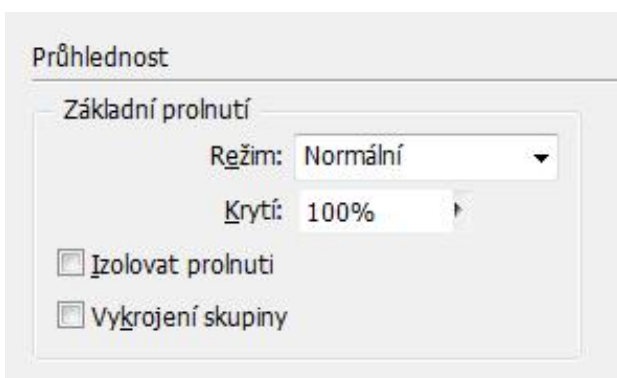 Průhlednost
Základní prolnutí
Režim: Normální
Krytí: 100%
Izolovat prolnuti
Vykrojení skupiny